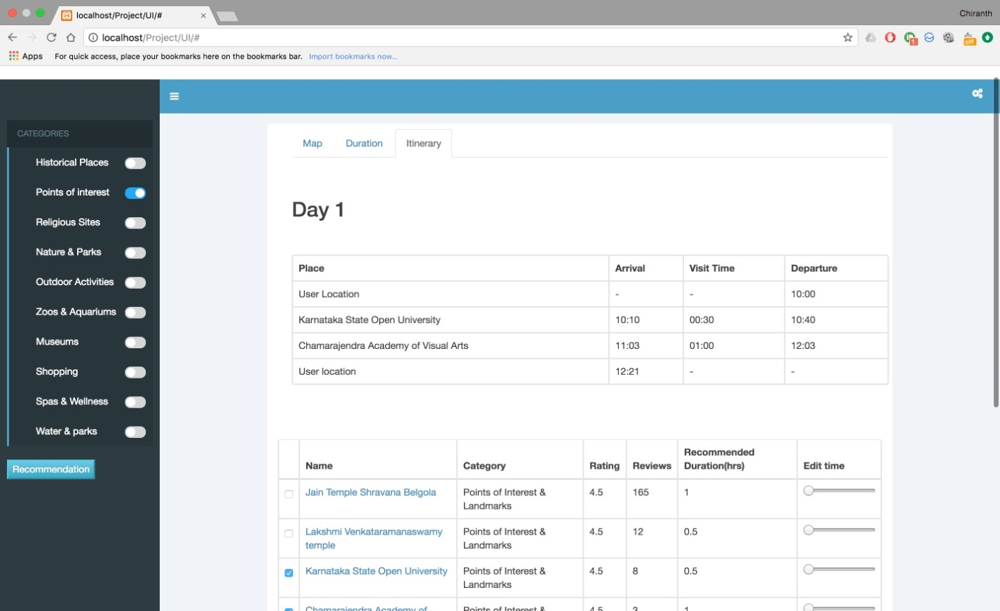 localhost/Project/UI/#
Chiranth
localhost/Project/UI/#
1
off
Apps
For quick access, place your bookmarks here on the bookmarks bar. Import bookmarks now...
CATEGORIES
Historical Places
Points of interest
Religious Sites
Nature & Parks
Outdoor Activities
Zoos & Aquariums
Museums
Shopping
Spas & Wellness
Water & parks
Recommendation
Map Duration Itinerary
Day 1
Place Arrival Visit Time Departure
User Location - - 10:00
Karnataka State Open University 10:10 00:30 10:40
Chamarajendra Academy of Visual Arts 11:03 01:00 12:03
User location 12:21 - -
Name Category Rating Reviews Recommended Duration(hrs) Edit time
Jain Temple Shravana Belgola Points of Interest & Landmarks 4.5 165 1
Lakshmi Venkataramanaswamy temple Points of Interest & Landmarks 4.5 12 0.5
Karnataka State Open University Points of Interest & Landmarks 4.5 8 0.5
Chamarajendra Academy of Points of Interest & 4.5 3 1